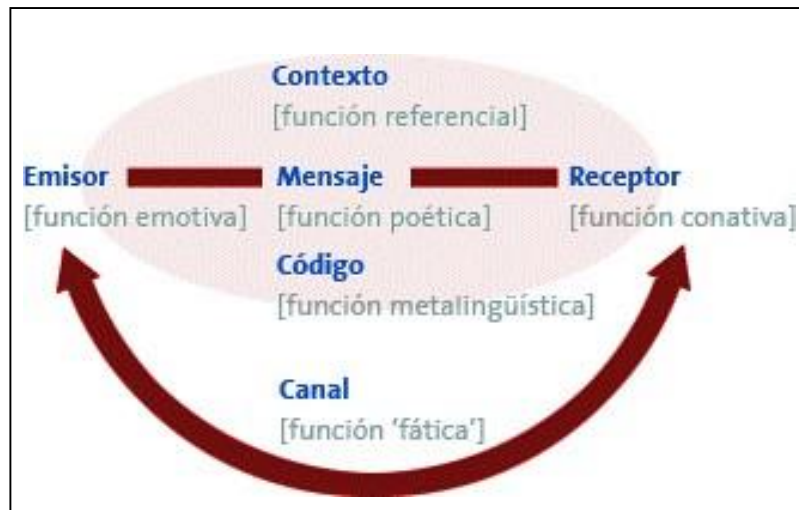 Contexto
[función referencial]
Emisor
Mensaje
Receptor
[función emotiva]
[función poética]
[función conativa]
Código
[función metalingüística]
Canal
[función ‘fática’]